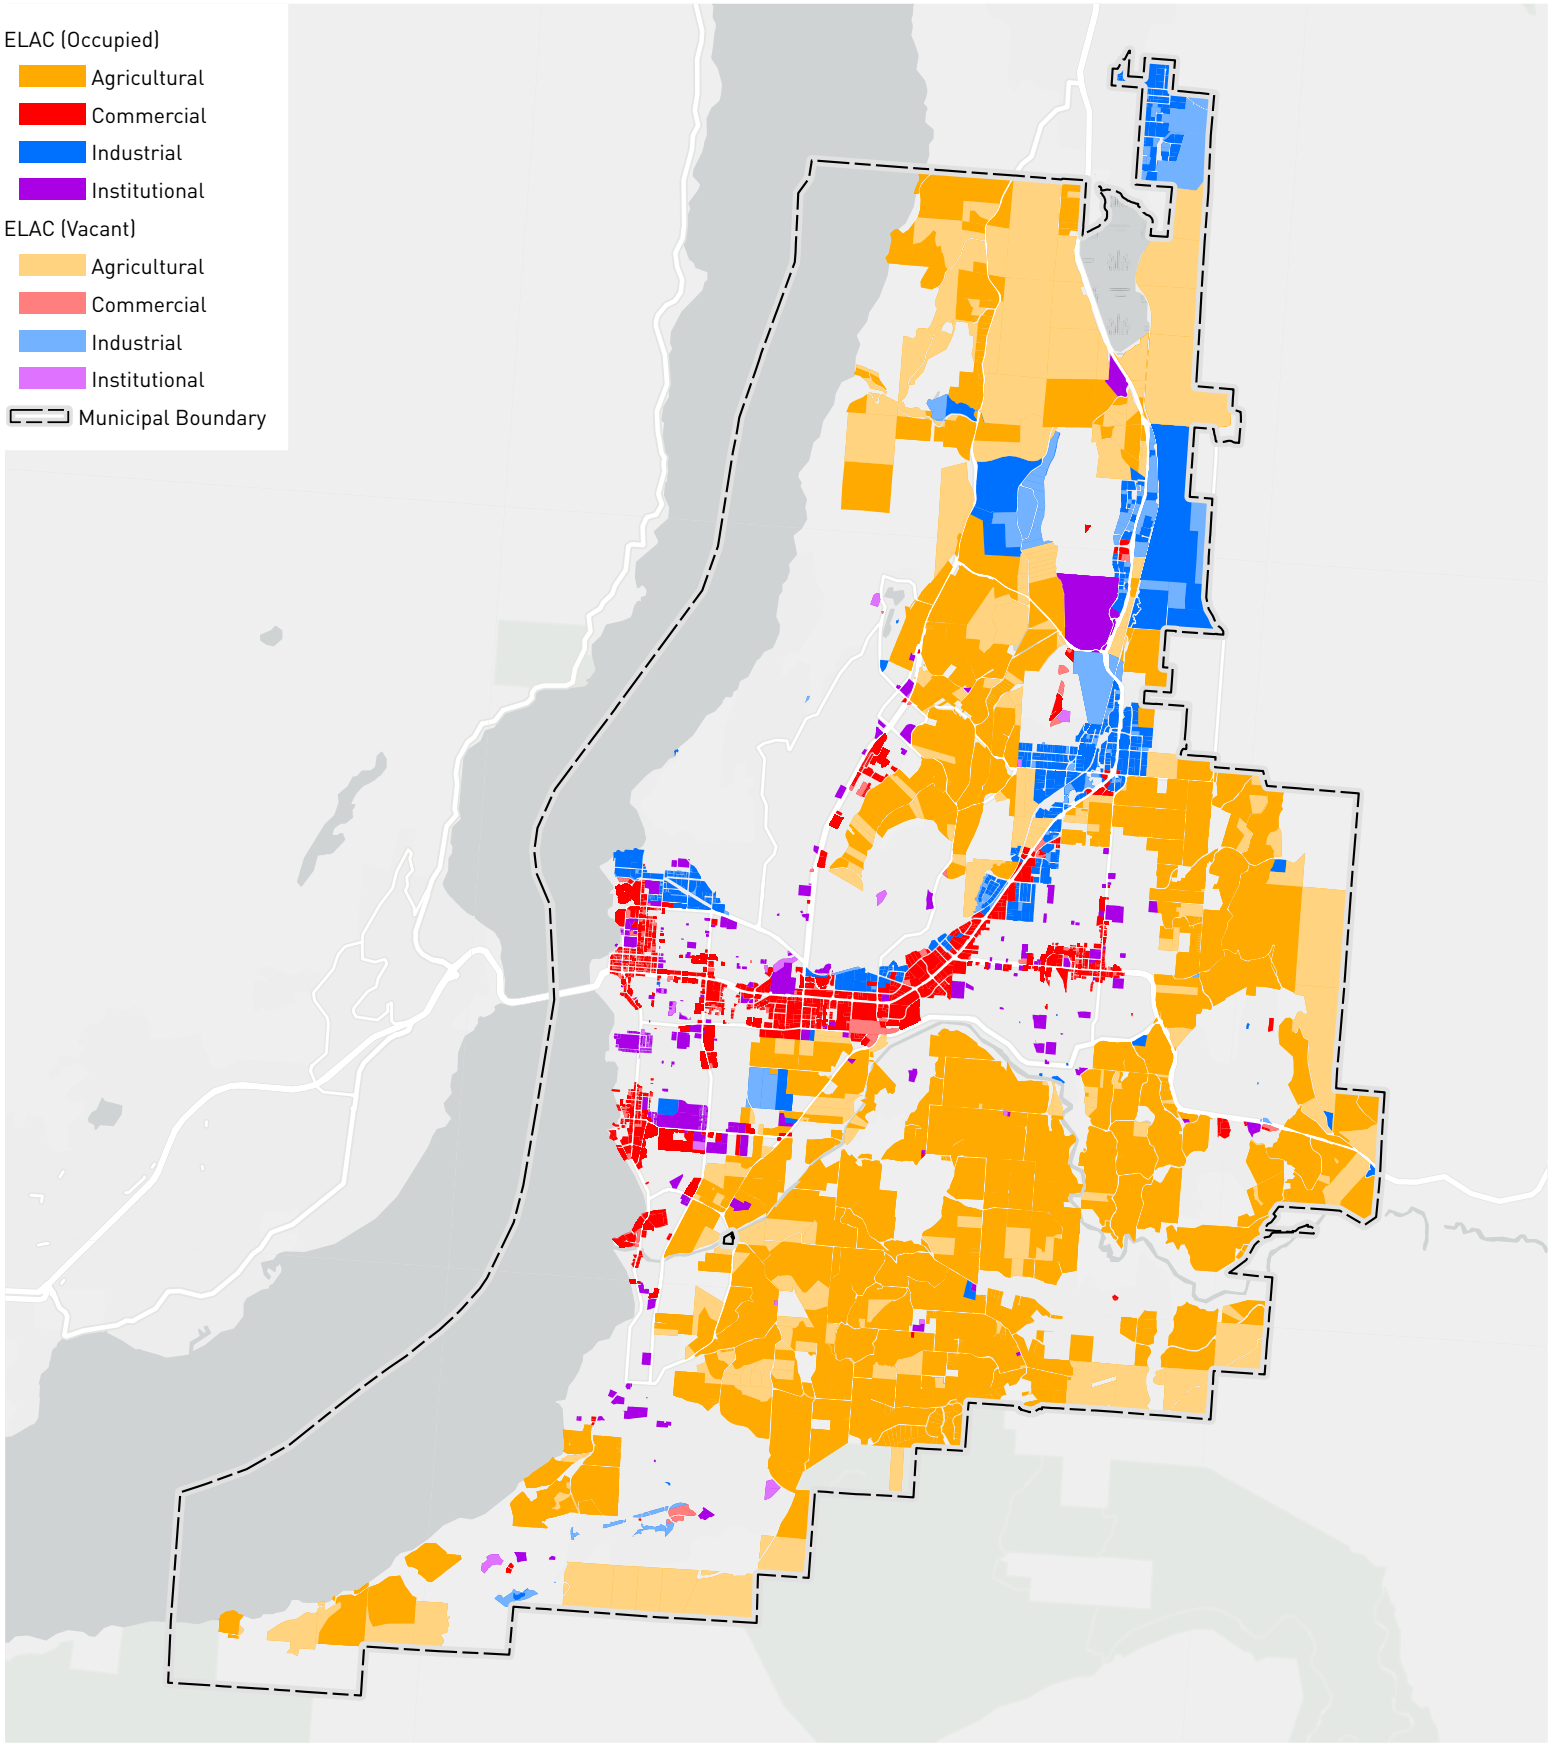 ELAC (Occupied)
Agricultural
Commercial
Industrial
Institutional
ELAC (Vacant)
Agricultural
Commercial
Industrial
Institutional
Municipal Boundary